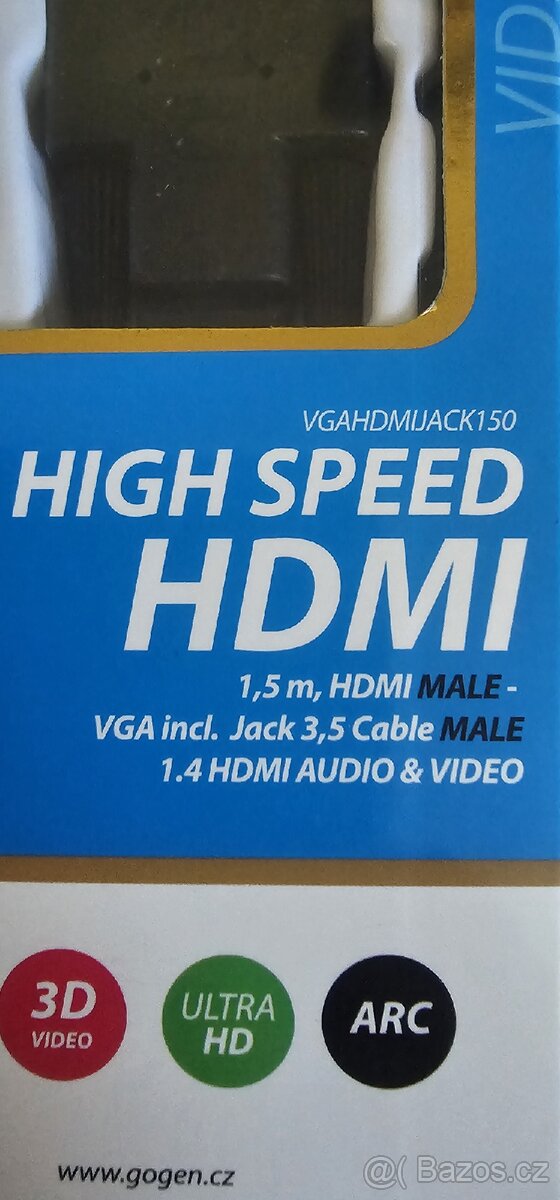 VID
VGAHDMIJACK150
HIGH SPEED
HDMI
1,5 m, HDMI MALE -
VGA incl. Jack 3,5 Cable MALE
1.4 HDMI AUDIO & VIDEO
3D
VIDEO
ULTRA
HD
ARC
www.gogen.cz
@( Bazos.cz